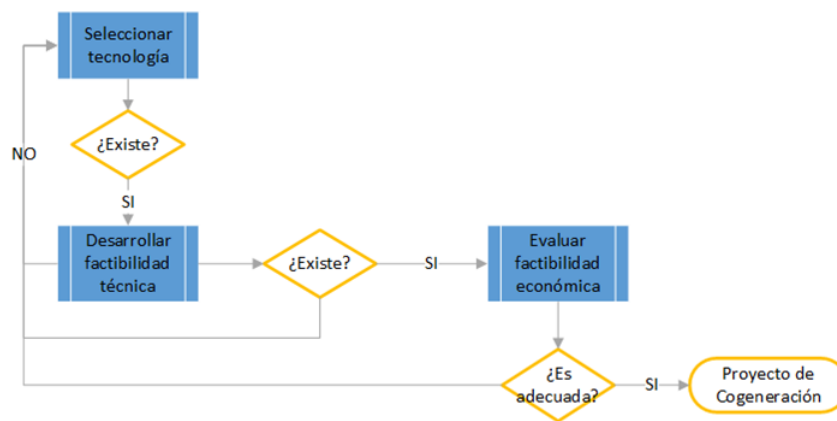 Seleccionar
tecnología
¿Existe?
NO
SI
Desarrollar
factibilidad
técnica
¿Existe?
SI
Evaluar
factibilidad
económica
¿Es
adecuada?
SI
Proyecto de
Cogeneración